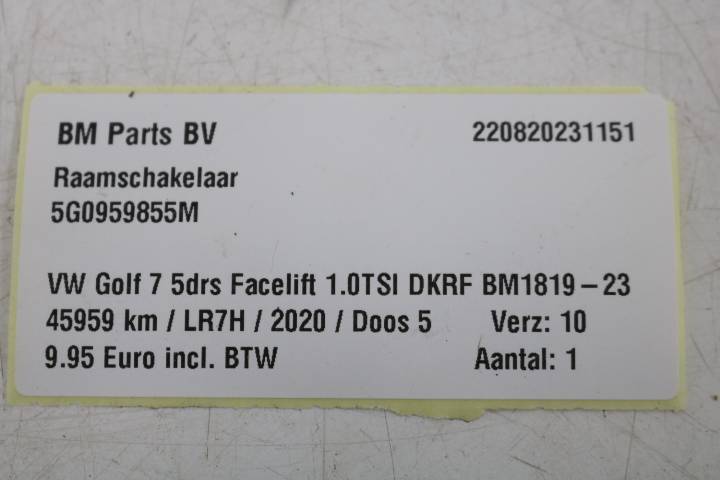 BM Parts BV 220820231151
Raamschakelaar
5G0959855M
VW Golf 7 5drs Facelift 1.0TSI DKRF BM1819-23
45959 km / LR7H / 2020 / Doos 5 Verz: 10
9.95 Euro incl. BTW Aantal: 1